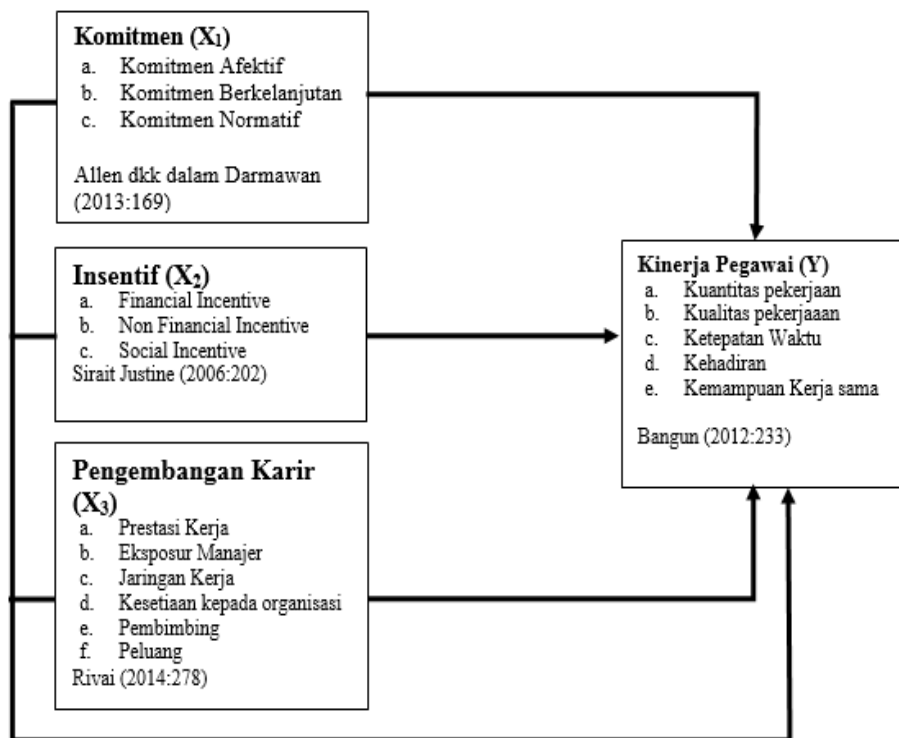 Komitmen (X₁)
a. Komitmen Afektif
b. Komitmen Berkelanjutan
c. Komitmen Normatif
Allen dkk dalam Darmawan
(2013:169)
Insentif (X₂)
a. Financial Incentive
b. Non Financial Incentive
c. Social Incentive
Sirait Justine (2006:202)
Pengembangan Karir
(X₃)
a. Prestasi Kerja
b. Eksposur Manajer
c. Jaringan Kerja
d. Kesetiaan kepada organisasi
e. Pembimbing
f. Peluang
Rivai (2014:278)
Kinerja Pegawai (Y)
a. Kuantitas pekerjaan
b. Kualitas pekerjaaan
c. Ketepatan Waktu
d. Kehadiran
e. Kemampuan Kerja sama
Bangun (2012:233)